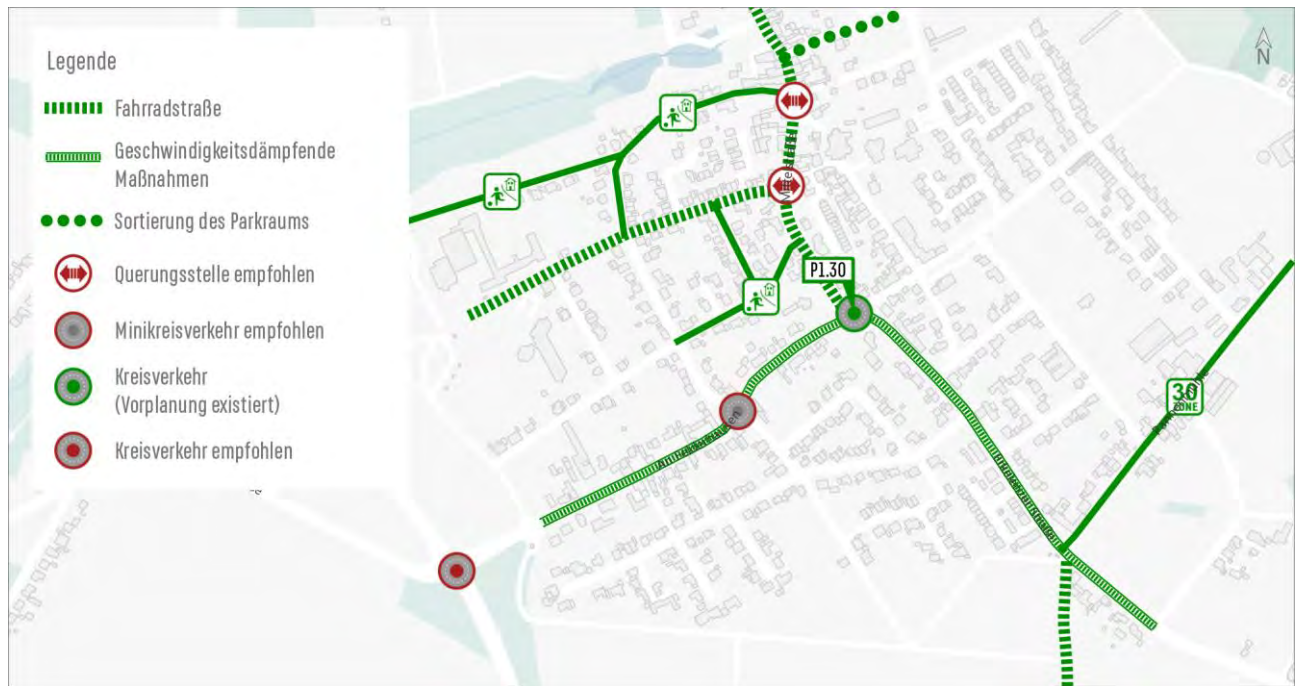 Legende
Fahrradstraße
Geschwindigkeitsdämpfende
Maßnahmen
Sortierung des Parkraums
Querungsstelle empfohlen
Minikreisverkehr empfohlen
Kreisverkehr
(Vorplanung existiert)
Kreisverkehr empfohlen
N
P1.30
30
ZONE